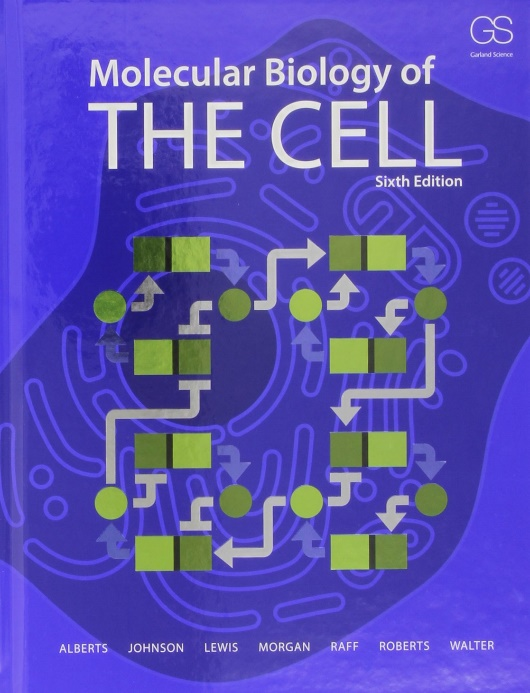 GS
Garland Science
Molecular Biology of
THE CELL
Sixth Edition
ALBERTS JOHNSON LEWIS MORGAN RAFF ROBERTS WALTER